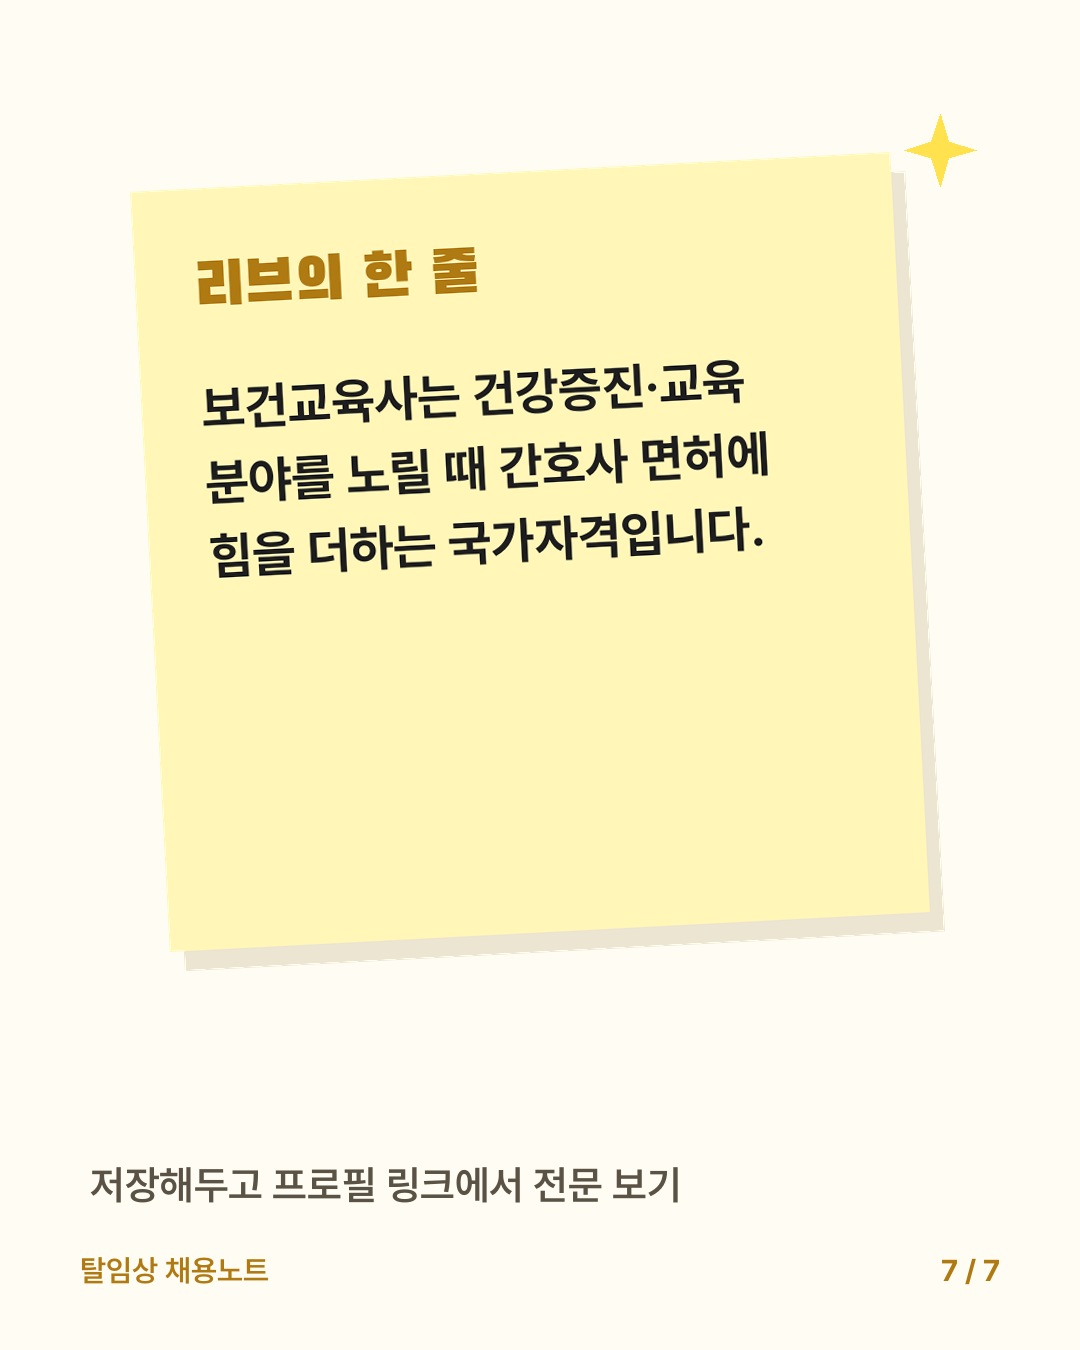 리브의 한 줄
보건교육사는 건강증진·교육
분야를 노릴 때 간호사 면허에
힘을 더하는 국가자격입니다.
저장해두고 프로필 링크에서 전문 보기
탈임상 채용노트
7 / 7